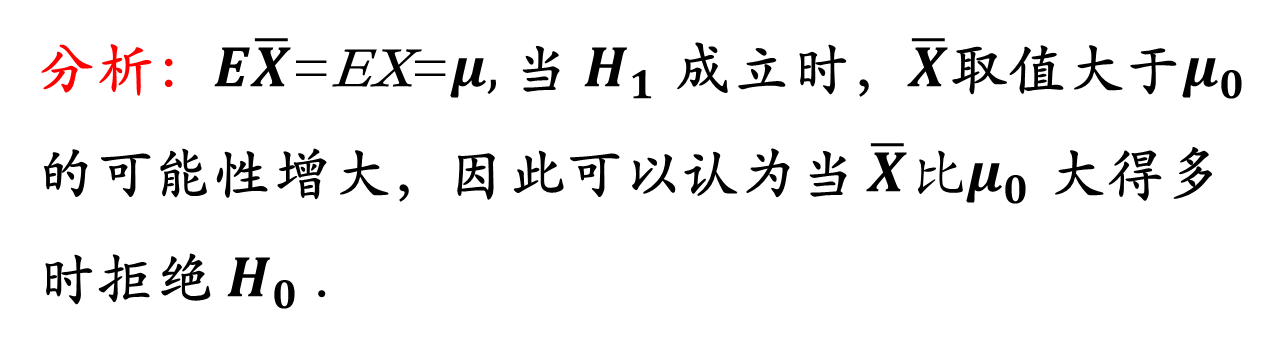 分析：E X̅=EX=μ, 当 H₁ 成立时，X̅取值大于μ₀
的可能性增大，因此可以认为当 X̅比μ₀ 大得多
时拒绝 H₀ .